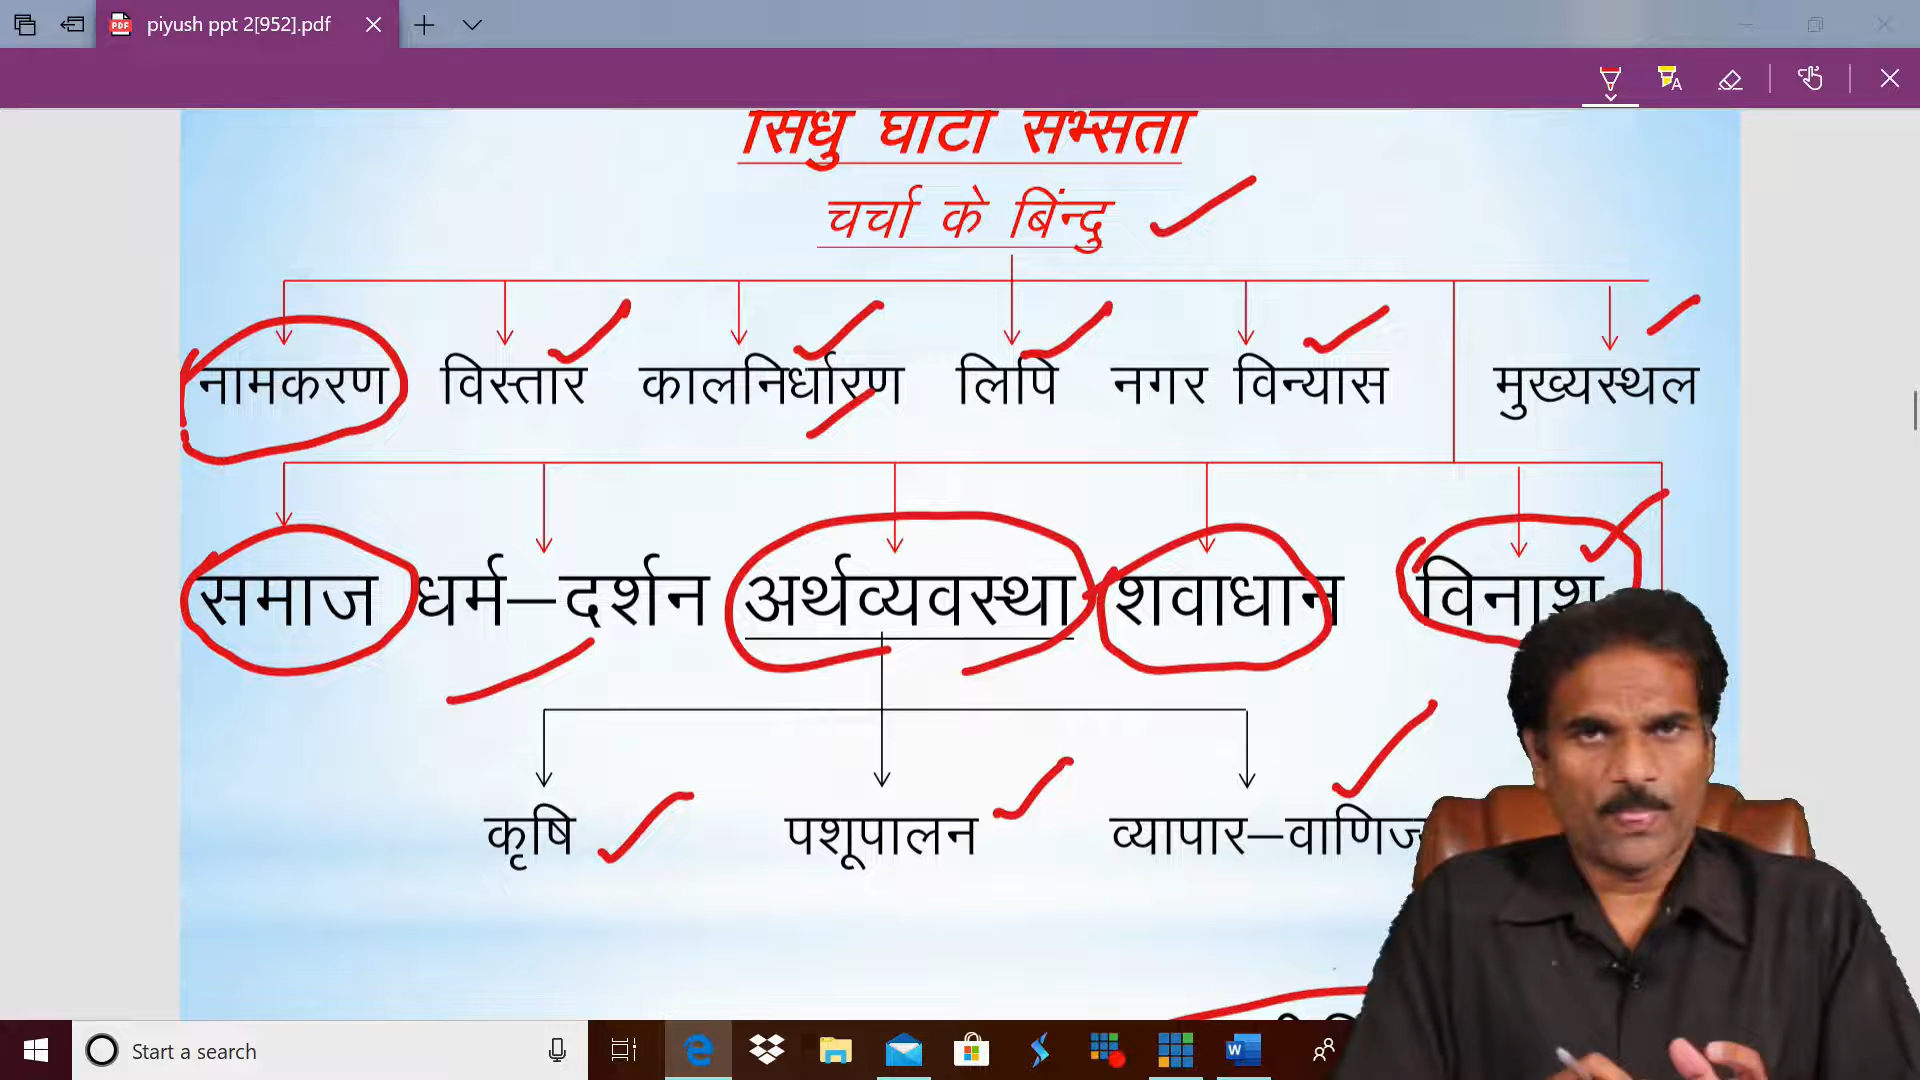 piyush ppt 2[952].pdf
सिंधु घाटी सभ्सता
चर्चा के बिंन्दु
नामकरण विस्तार कालनिर्धारण लिपि नगर विन्यास मुख्यस्थल
समाज धर्म–दर्शन अर्थव्यवस्था शवाधान विनाश
कृषि पशूपालन व्यापार–वाणिज
Start a search